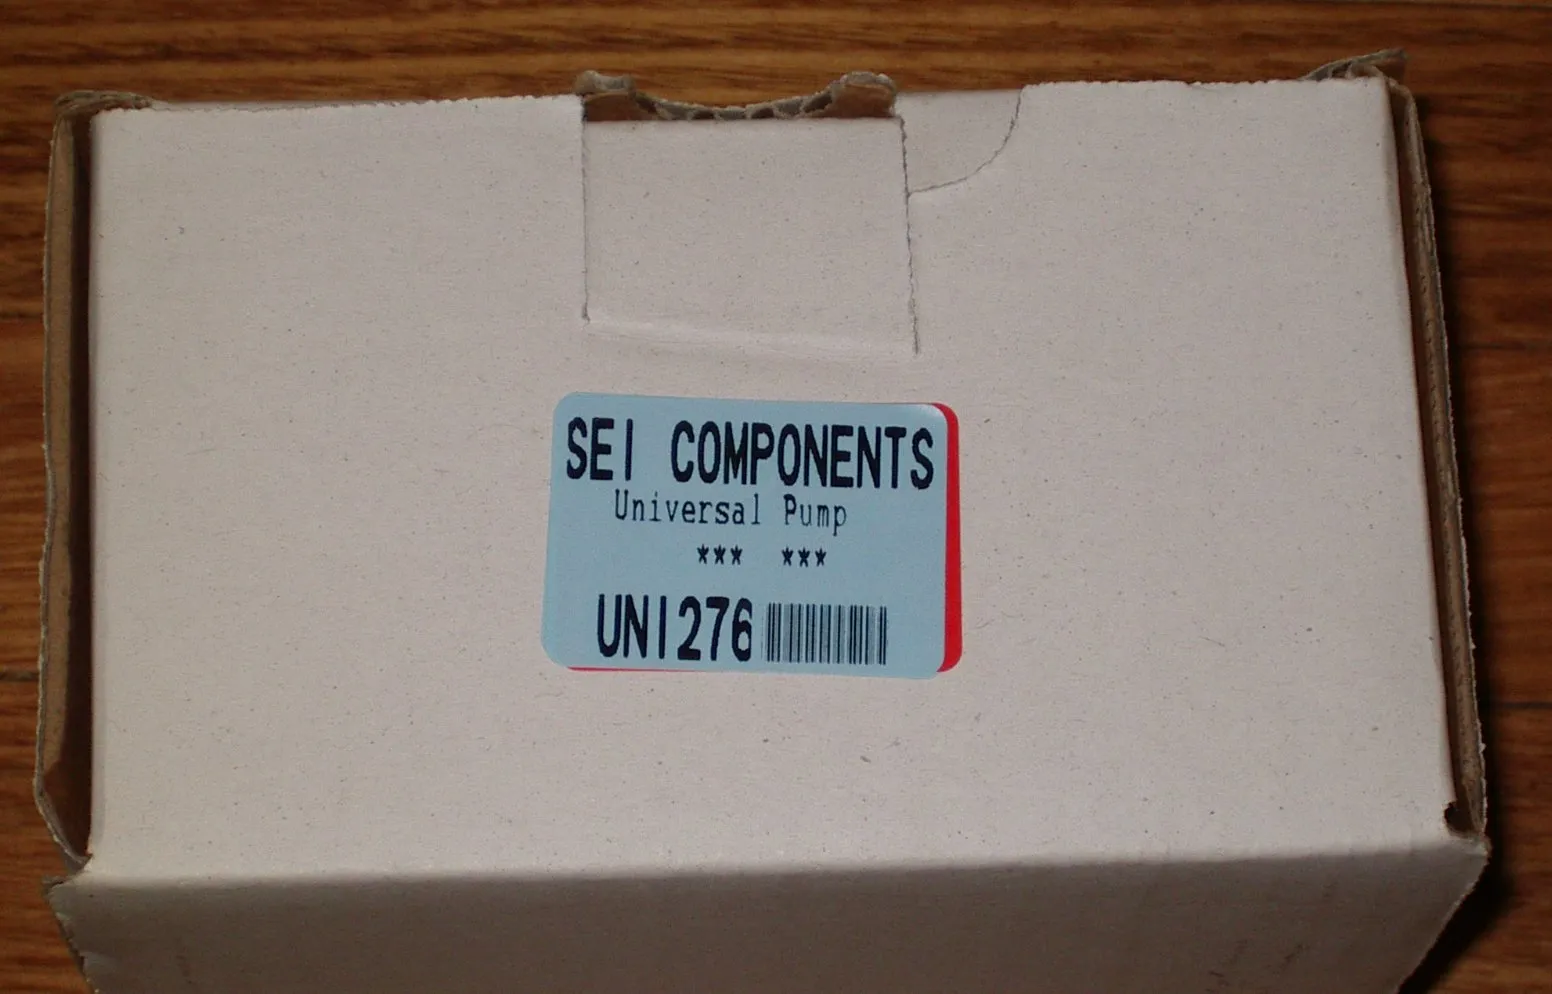 SEI COMPONENTS
Universal Pump
*** ***
UNI276